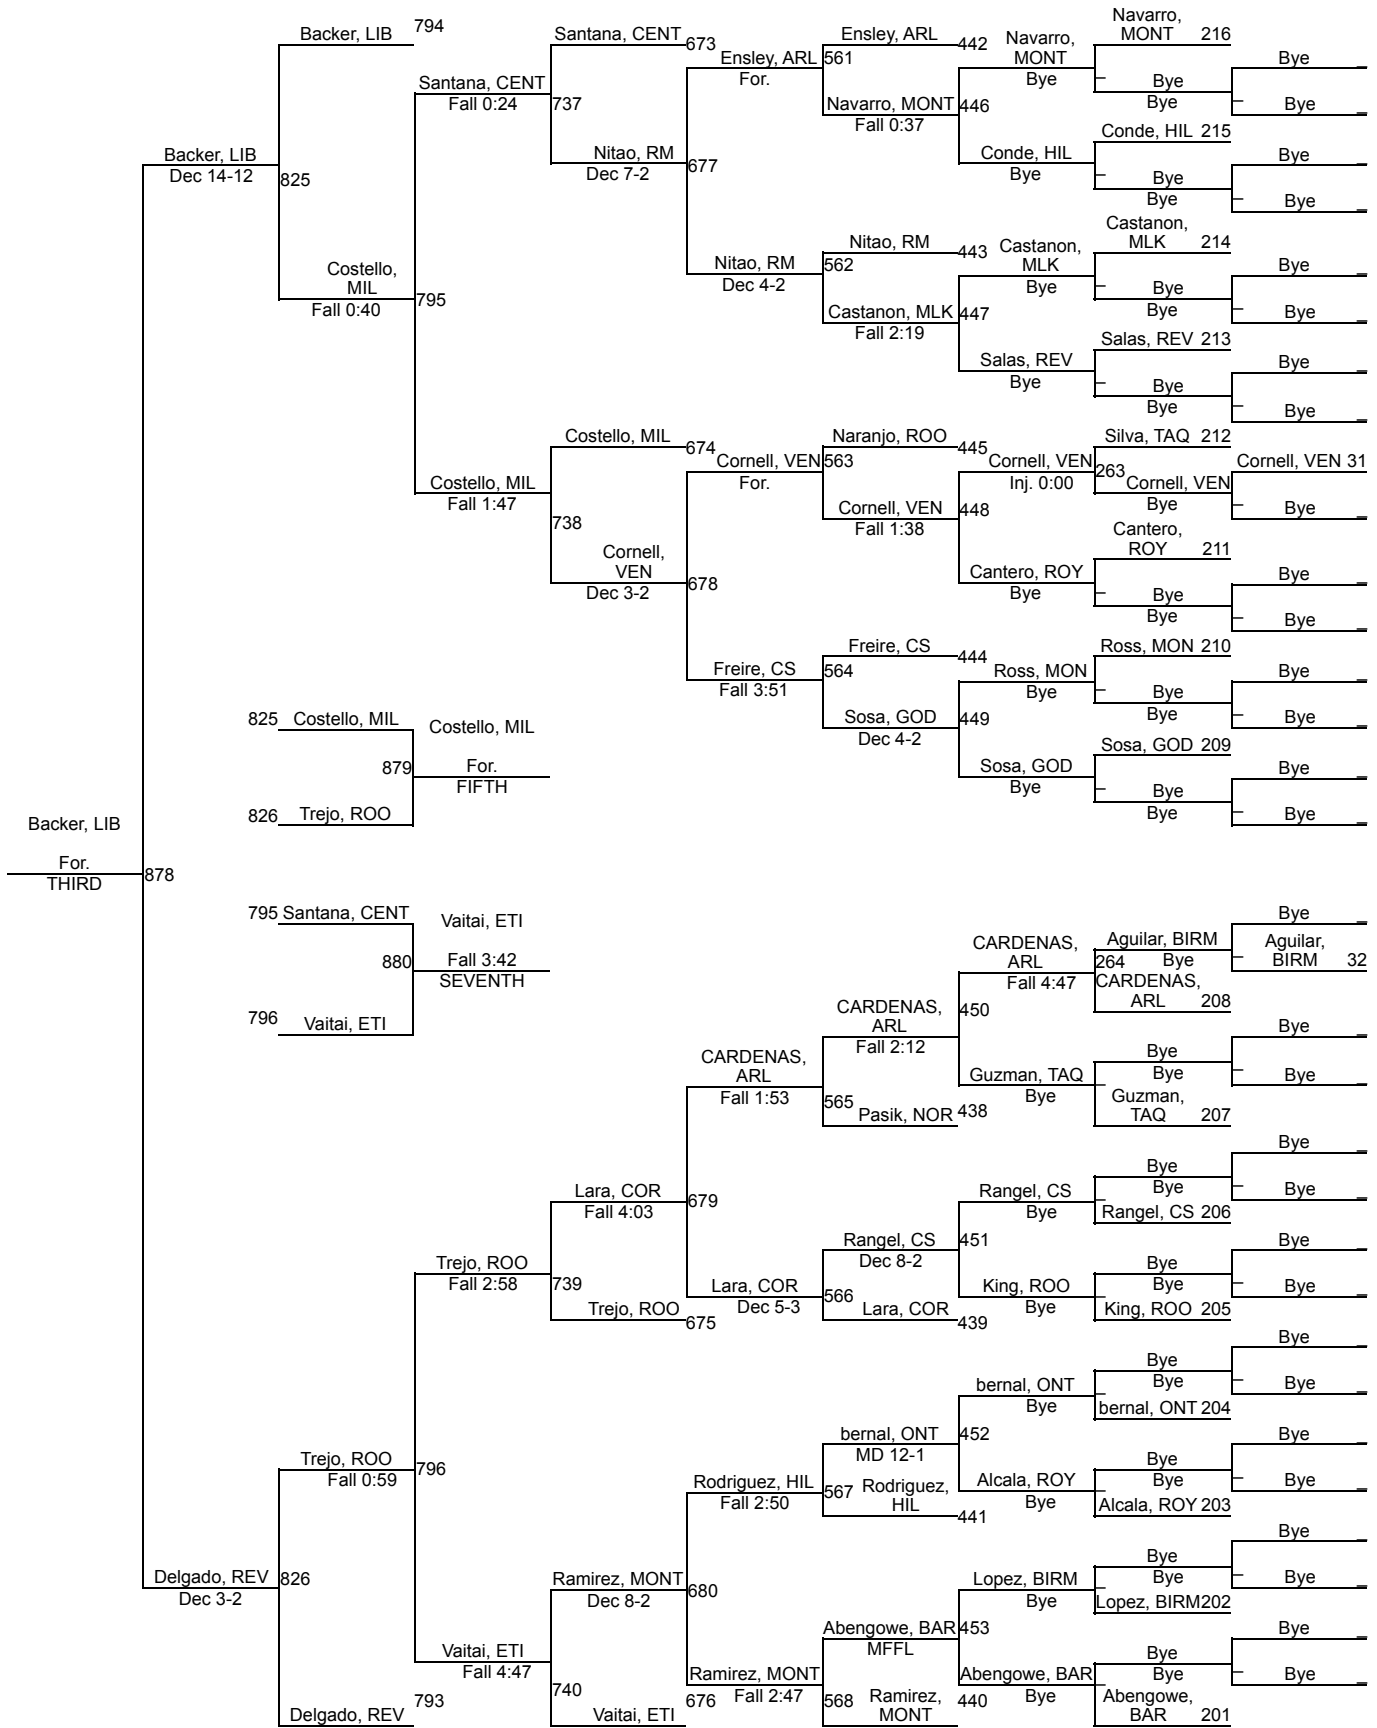 Backer, LIB 794
Santana, CENT 673
Ensley, ARL 442
Navarro,
MONT 216
Navarro,
MONT
Bye
Ensley, ARL 561
For.
Bye _
Bye
Bye
Bye _
Santana, CENT
Fall 0:24
737
Navarro, MONT 446
Fall 0:37
Conde, HIL 215
Backer, LIB
Dec 14-12
825
Nitao, RM
Dec 7-2
677
Conde, HIL
Bye
Bye _
Bye
Bye
Bye _
Castanon,
MLK 214
Nitao, RM 443
Castanon,
MLK
Bye
Nitao, RM 562
Dec 4-2
Bye _
Bye
Bye
Bye _
Costello,
MIL
Fall 0:40
795
Castanon, MLK 447
Fall 2:19
Salas, REV 213
Salas, REV
Bye
Bye _
Bye
Bye
Bye _
Costello, MIL 674
Naranjo, ROO 445
Silva, TAQ 212
Cornell, VEN 563
For.
Cornell, VEN
Inj. 0:00
263
Cornell, VEN 31
Cornell, VEN
Bye
Bye _
Costello, MIL
Fall 1:47
738
Cornell, VEN 448
Fall 1:38
Cantero,
ROY 211
Cornell,
VEN
Dec 3-2
678
Cantero, ROY
Bye
Bye _
Bye
Bye
Bye _
Freire, CS 444
Ross, MON 210
Freire, CS 564
Fall 3:51
Ross, MON
Bye
Bye _
Bye
Bye
Bye _
825 Costello, MIL
Costello, MIL
Sosa, GOD 449
Dec 4-2
Sosa, GOD 209
879
For.
FIFTH
Sosa, GOD
Bye
Bye _
Bye
Bye
Bye _
826 Trejo, ROO
Backer, LIB
For.
THIRD
878
795 Santana, CENT
Vaitai, ETI
Bye _
880
Fall 3:42
SEVENTH
CARDENAS,
ARL
Fall 4:47
Aguilar, BIRM
264 Bye
Aguilar,
BIRM 32
CARDENAS,
ARL 208
796 Vaitai, ETI
CARDENAS,
ARL
Fall 2:12
450
Bye _
Bye
Bye
Bye _
CARDENAS,
ARL
Fall 1:53
565
Guzman, TAQ
Bye
Guzman,
TAQ 207
Pasik, NOR 438
Bye _
Bye
Bye
Bye _
Lara, COR
Fall 4:03
679
Rangel, CS
Bye
Rangel, CS 206
Rangel, CS 451
Dec 8-2
Bye _
Bye
Bye
Bye _
Trejo, ROO
Fall 2:58
739
Lara, COR
Dec 5-3
566
King, ROO
Bye
King, ROO 205
Trejo, ROO 675
Lara, COR 439
Bye _
Bye
Bye
Bye _
bernal, ONT
Bye
bernal, ONT 204
bernal, ONT 452
MD 12-1
Bye _
Bye
Bye
Bye _
Trejo, ROO
Fall 0:59
796
Rodriguez, HIL
Fall 2:50
567
Rodriguez,
HIL
441
Alcala, ROY
Bye
Alcala, ROY 203
Bye _
Bye
Bye
Bye _
Delgado, REV
Dec 3-2
826
Ramirez, MONT
Dec 8-2
680
Lopez, BIRM
Bye
Lopez, BIRM202
Abengowe, BAR 453
MFFL
Bye _
Bye
Bye
Bye _
Vaitai, ETI
Fall 4:47
740
Ramirez, MONT
Fall 2:47
568
Abengowe, BAR
Bye
Abengowe,
BAR 201
Ramirez,
MONT
440
Delgado, REV 793
Vaitai, ETI 676